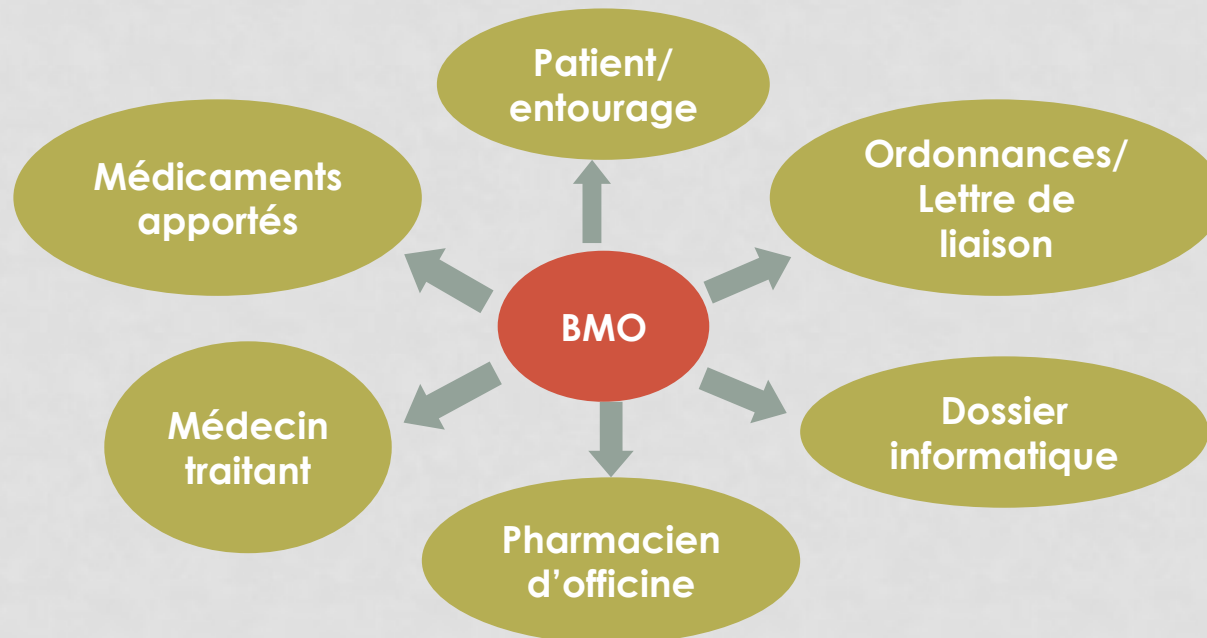 Patient/
entourage
Médicaments
apportés
Ordonnances/
Lettre de
liaison
BMO
Médecin
traitant
Dossier
informatique
Pharmacien
d'officine